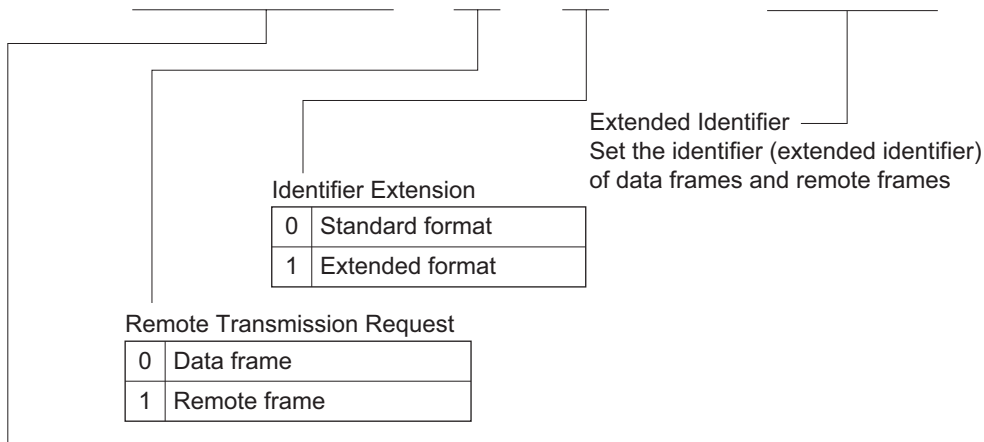 Extended Identifier
Set the identifier (extended identifier)
of data frames and remote frames
Identifier Extension
0 Standard format
1 Extended format
Remote Transmission Request
0 Data frame
1 Remote frame